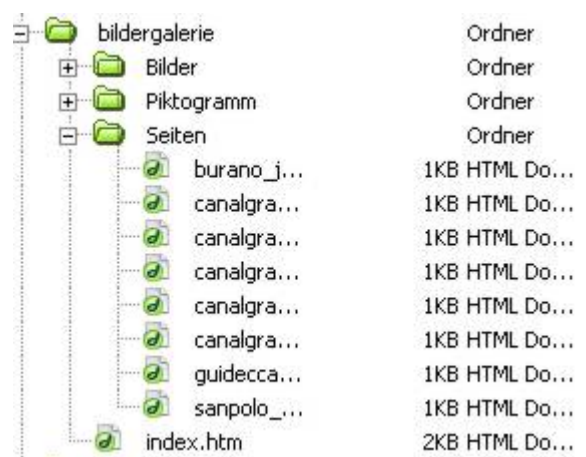 bildergalerie Ordner
Bilder Ordner
Piktogramm Ordner
Seiten Ordner
burano_j... 1KB HTML Do...
canalgra... 1KB HTML Do...
canalgra... 1KB HTML Do...
canalgra... 1KB HTML Do...
canalgra... 1KB HTML Do...
canalgra... 1KB HTML Do...
guidecca... 1KB HTML Do...
sanpolo_... 1KB HTML Do...
index.htm 2KB HTML Do...